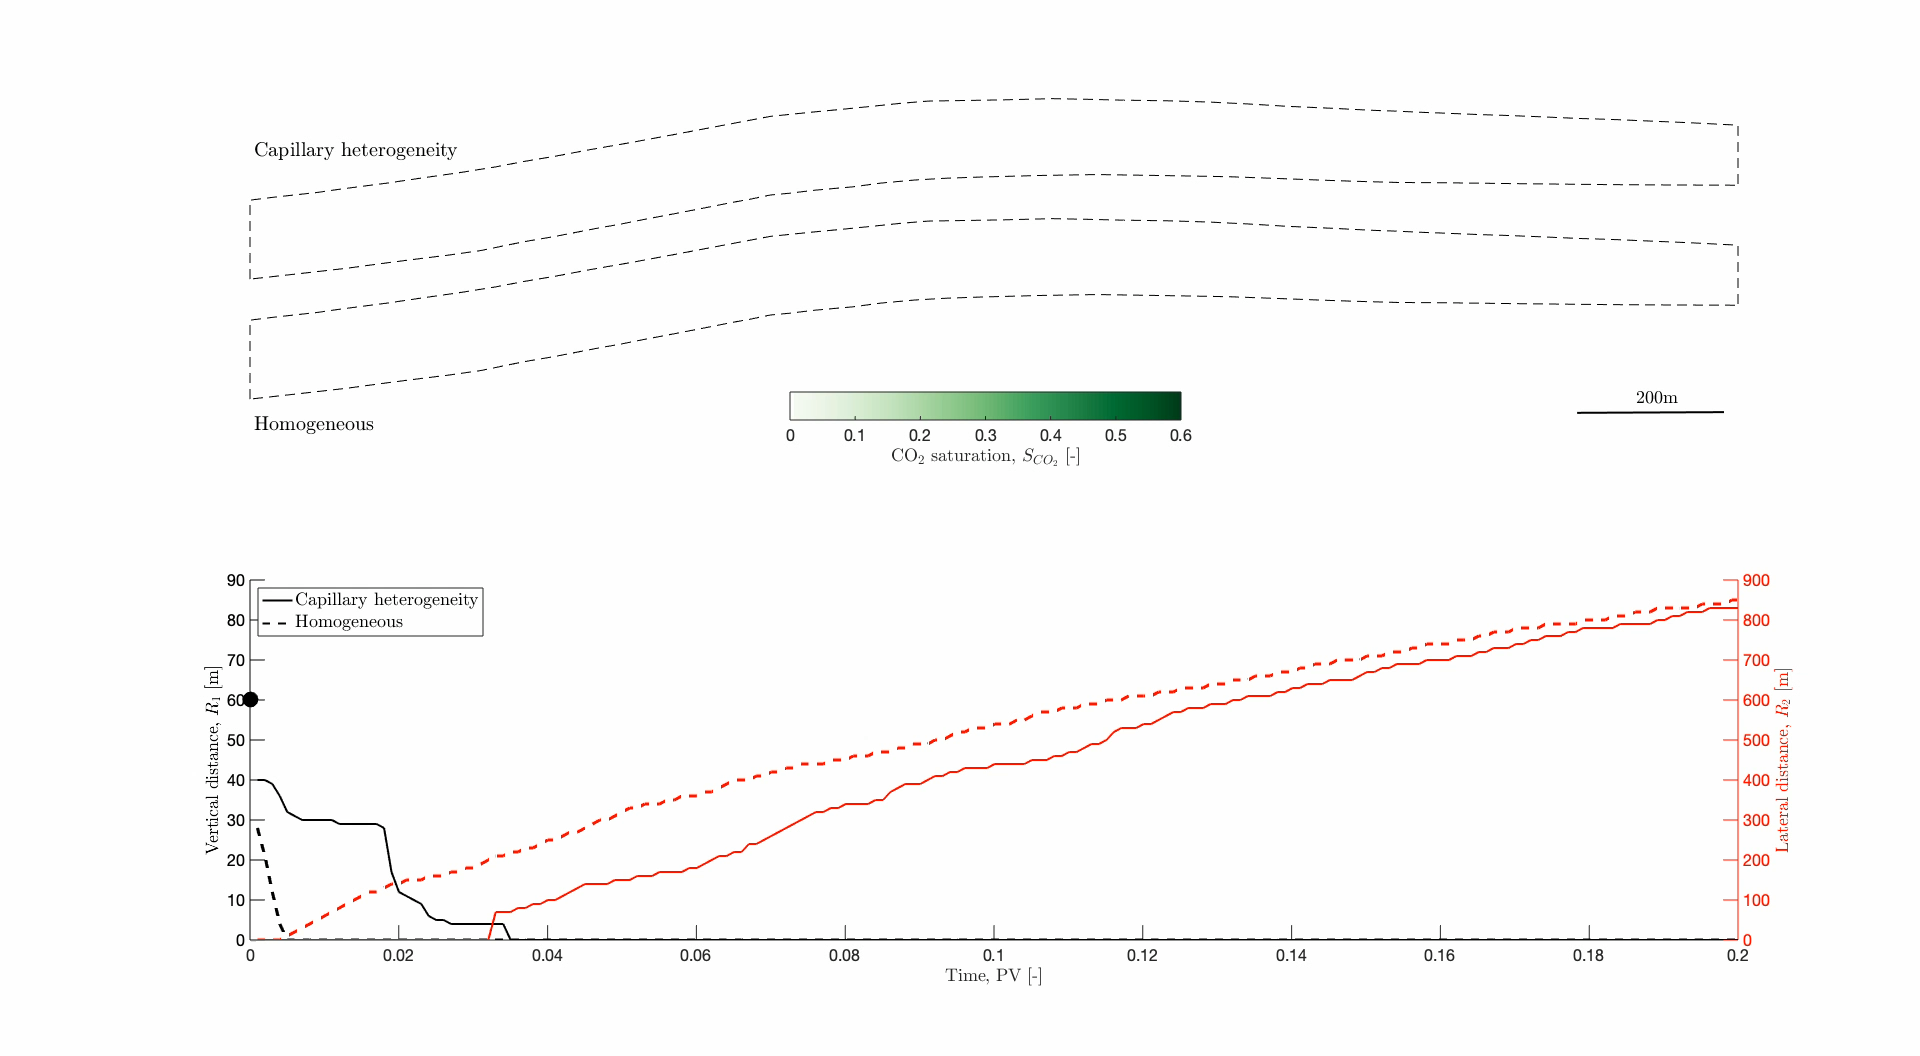 Capillary heterogeneity
Homogeneous
200m
0 0.1 0.2 0.3 0.4 0.5 0.6
CO₂ saturation, S_{CO₂} [-]
90
80
70
60
50
40
30
20
10
0
Vertical distance, R₁ [m]
Capillary heterogeneity
Homogeneous
900
800
700
600
500
400
300
200
100
0
Lateral distance, R₂ [m]
0 0.02 0.04 0.06 0.08 0.1 0.12 0.14 0.16 0.18 0.2
Time, PV [-]